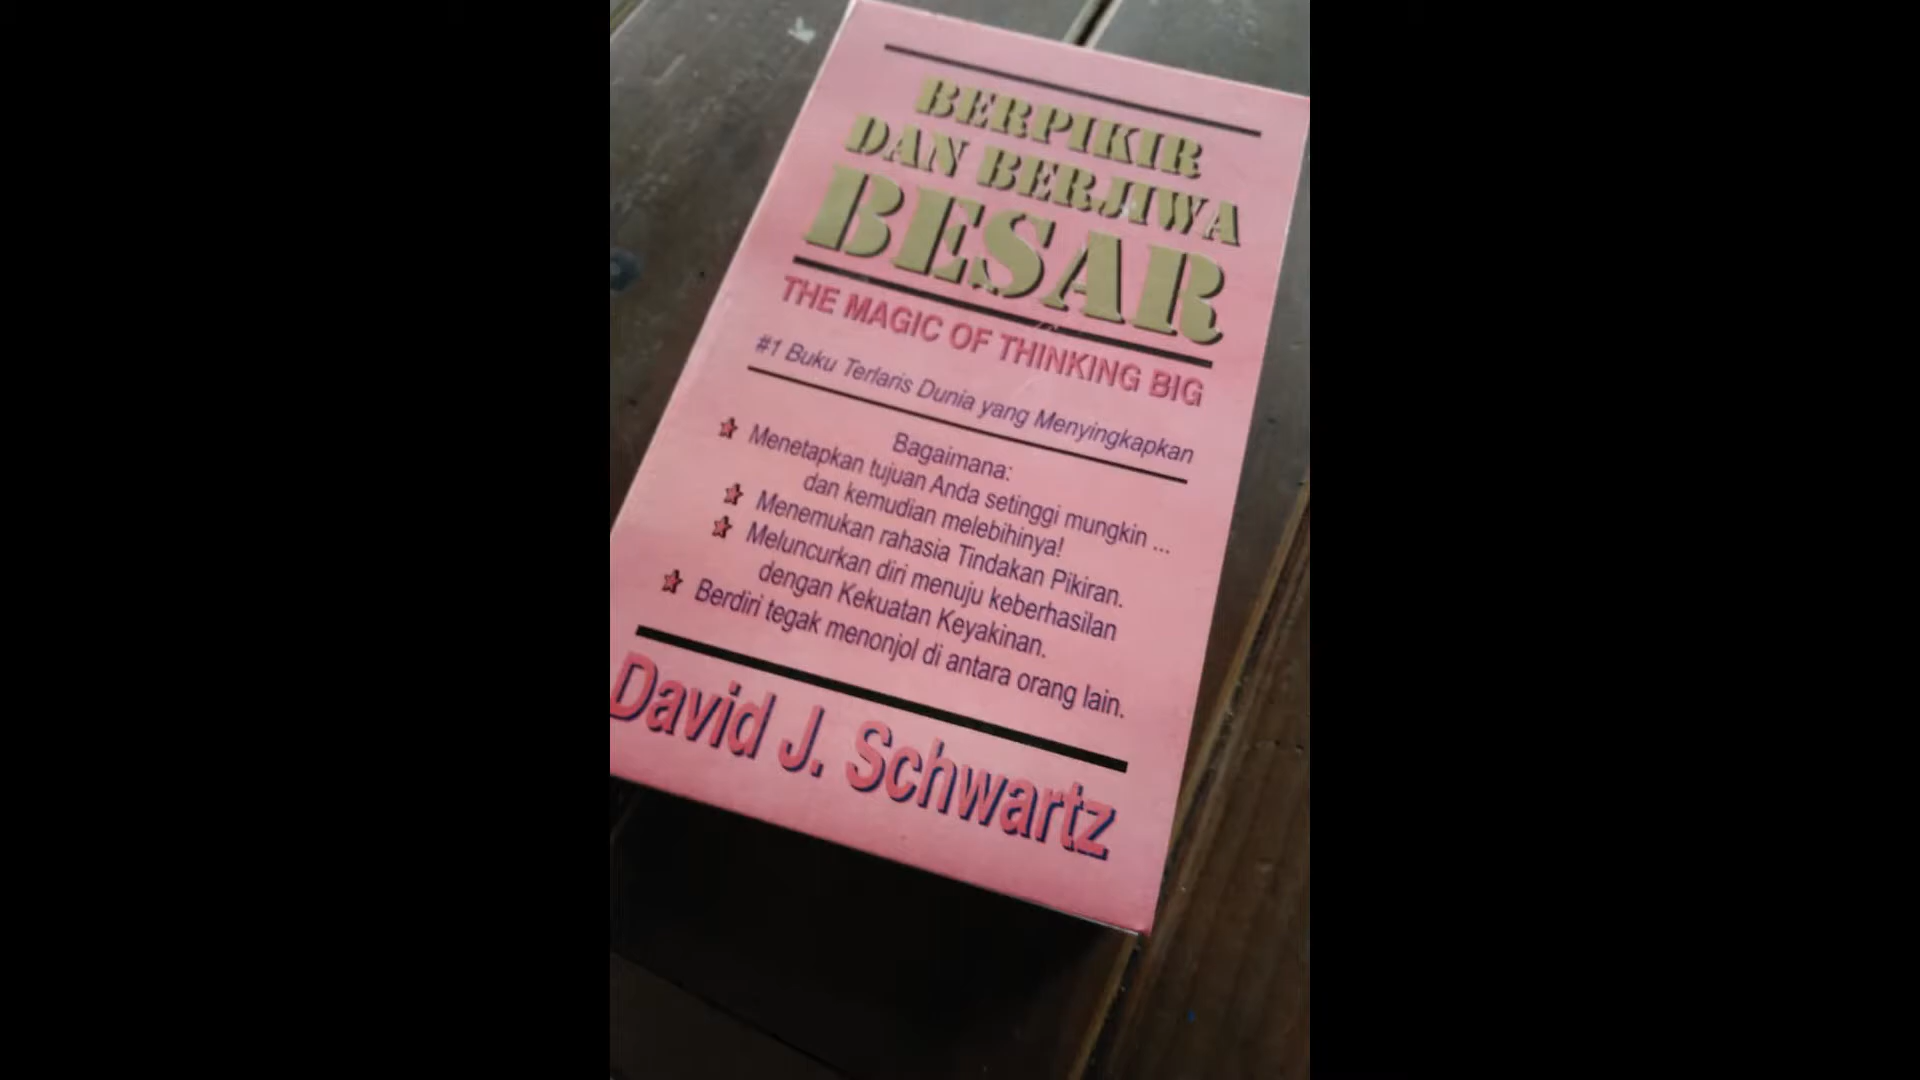 BERPIKIR
DAN BERJIWA
BESAR
THE MAGIC OF THINKING BIG
#1 Buku Terlaris Dunia yang Menyingkapkan
Bagaimana:
Menetapkan tujuan Anda setinggi mungkin ...
dan kemudian melebihinya!
Menemukan rahasia Tindakan Pikiran.
Meluncurkan diri menuju keberhasilan
dengan Kekuatan Keyakinan.
Berdiri tegak menonjol di antara orang lain.
David J. Schwartz